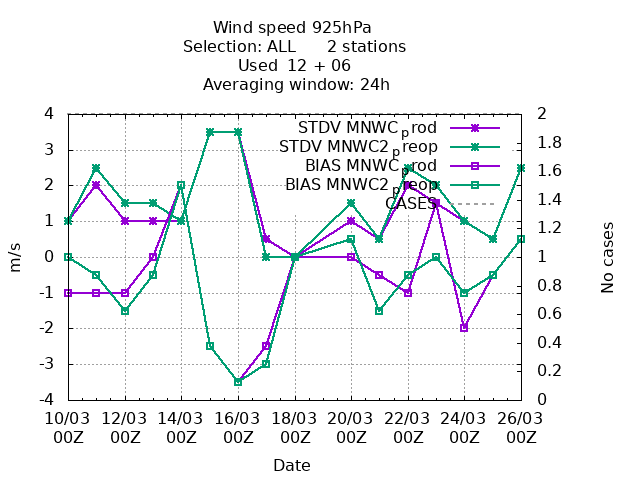 Wind speed 925hPa
Selection: ALL 2 stations
Used 12 + 06
Averaging window: 24h
STDV MNWC_prod
STDV MNWC2_preop
BIAS MNWC_prod
BIAS MNWC2_preop
CASES
4
3
2
1
0
-1
-2
-3
-4
m/s
2
1.8
1.6
1.4
1.2
1
0.8
0.6
0.4
0.2
0
No cases
10/03 12/03 14/03 16/03 18/03 20/03 22/03 24/03 26/03
00Z 00Z 00Z 00Z 00Z 00Z 00Z 00Z 00Z
Date